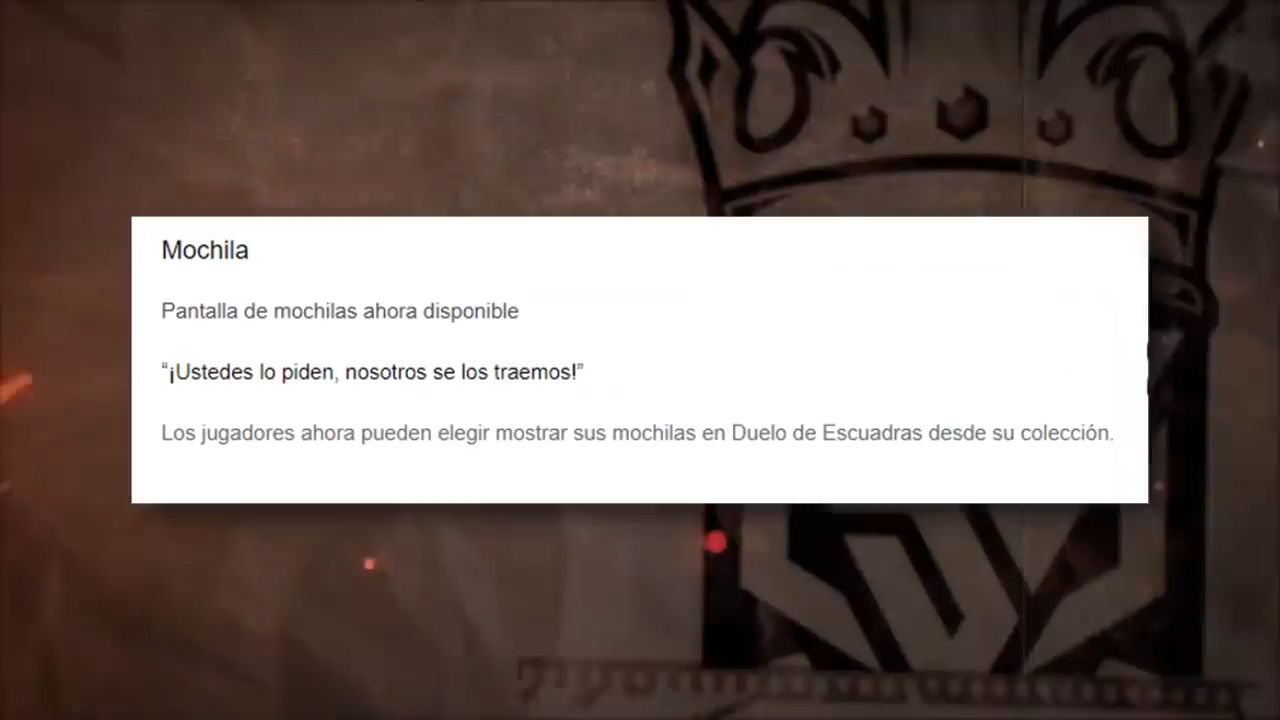 Mochila
Pantalla de mochilas ahora disponible
“¡Ustedes lo piden, nosotros se los traemos!”
Los jugadores ahora pueden elegir mostrar sus mochilas en Duelo de Escuadras desde su colección.